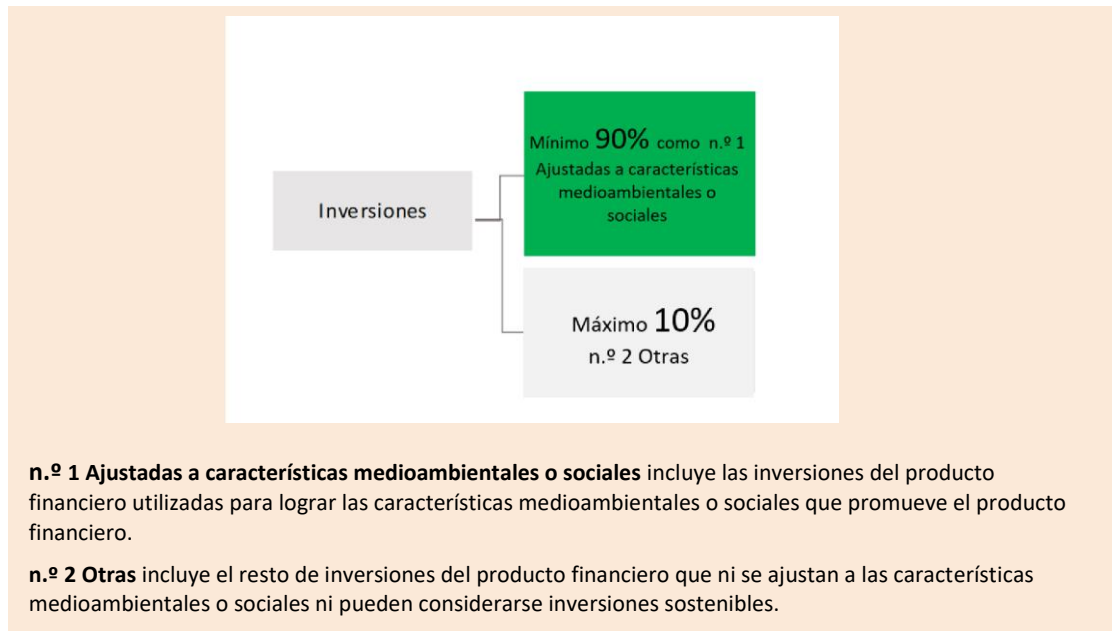 Inversiones
Mínimo 90% como n.º 1
Ajustadas a características
medioambientales o
sociales
Máximo 10%
n.º 2 Otras
n.º 1 Ajustadas a características medioambientales o sociales incluye las inversiones del producto
financiero utilizadas para lograr las características medioambientales o sociales que promueve el producto
financiero.
n.º 2 Otras incluye el resto de inversiones del producto financiero que ni se ajustan a las características
medioambientales o sociales ni pueden considerarse inversiones sostenibles.